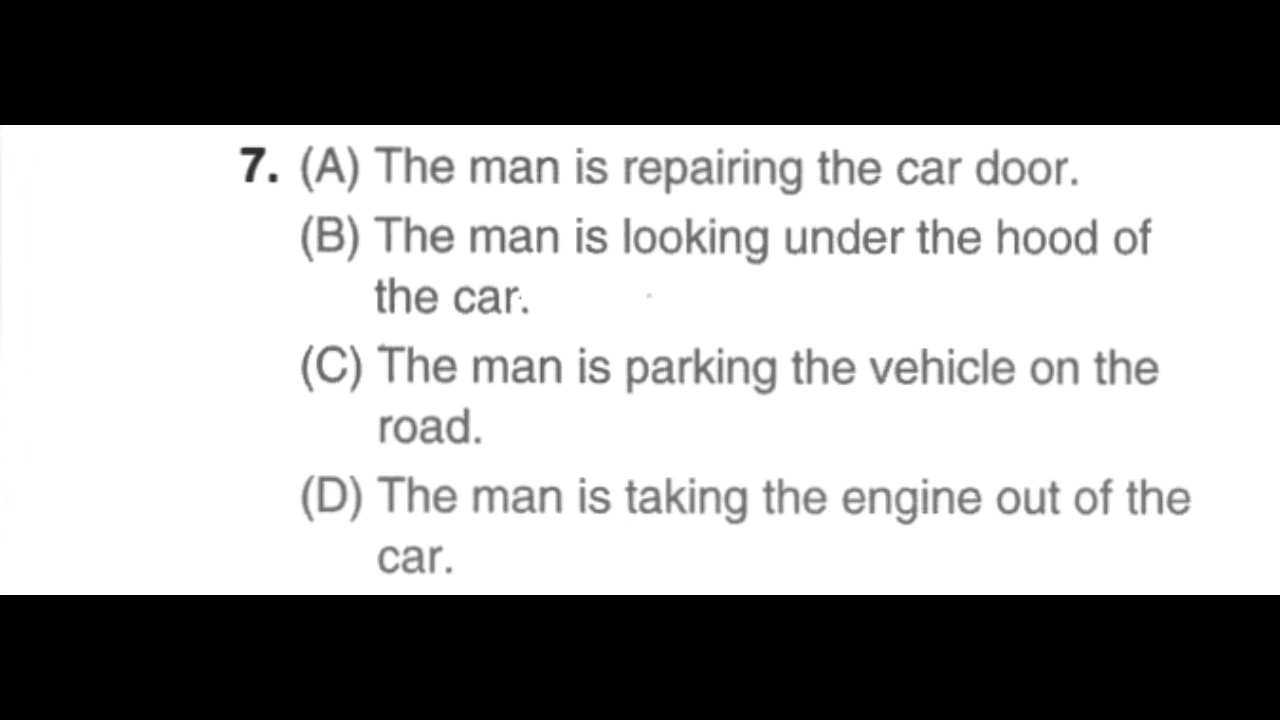 7. (A) The man is repairing the car door.
(B) The man is looking under the hood of
the car.
(C) The man is parking the vehicle on the
road.
(D) The man is taking the engine out of the
car.